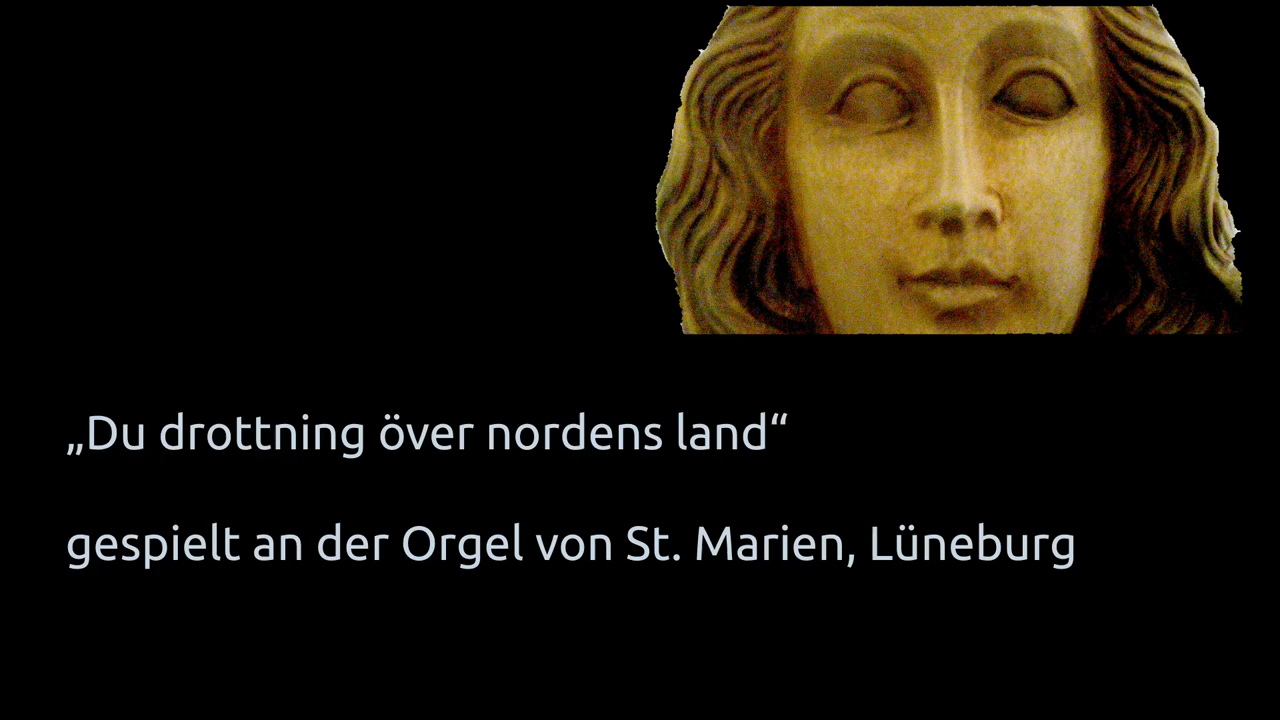 „Du drottning över nordens land“
gespielt an der Orgel von St. Marien, Lüneburg